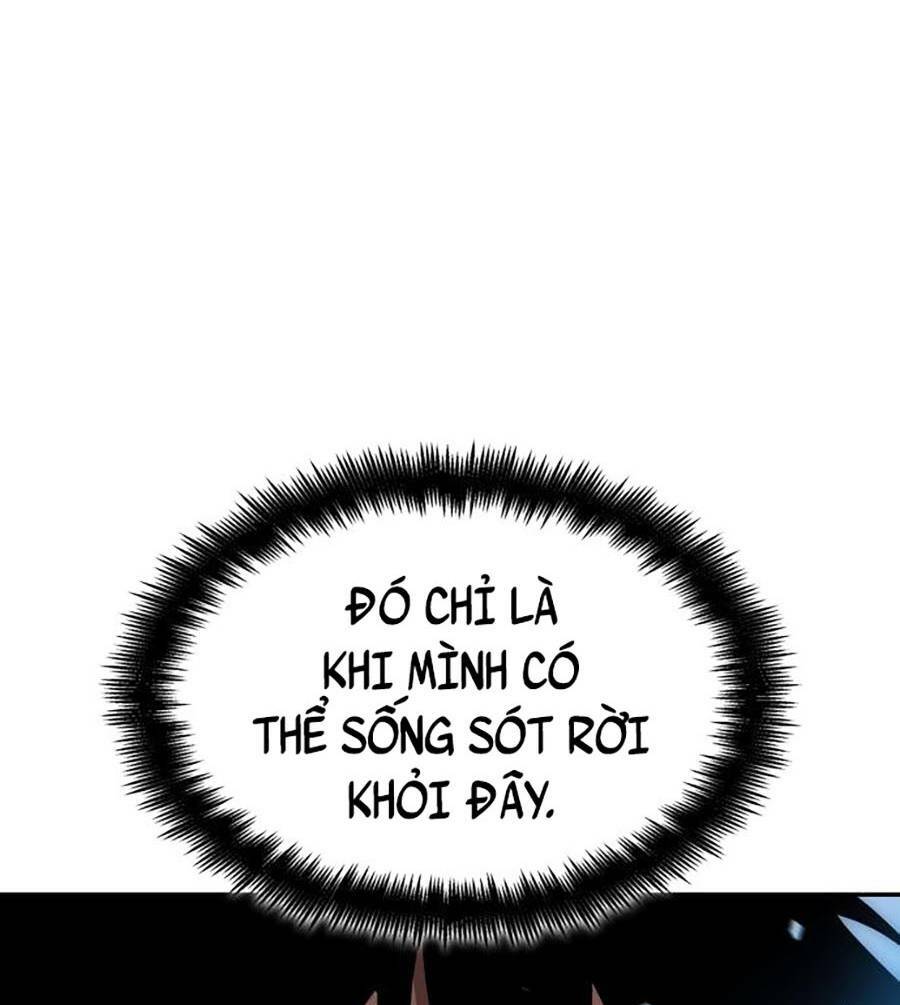 ĐÓ CHỈ LÀ
KHI MÌNH CÓ
THỂ SỐNG SÓT RỜI
KHỎI ĐÂY.